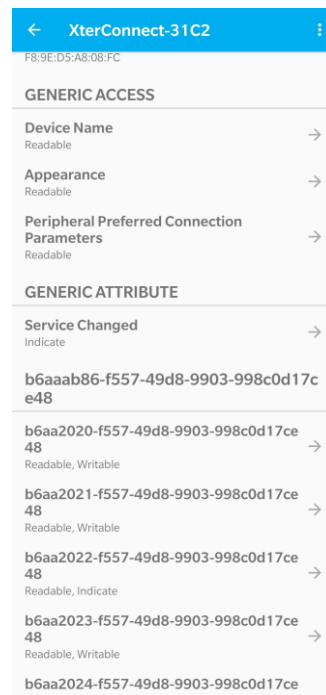 XterConnect-31C2
F8:9E:D5:A8:08:FC
GENERIC ACCESS
Device Name
Readable
Appearance
Readable
Peripheral Preferred Connection
Parameters
Readable
GENERIC ATTRIBUTE
Service Changed
Indicate
b6aaab86-f557-49d8-9903-998c0d17c
e48
b6aa2020-f557-49d8-9903-998c0d17ce
48
Readable, Writable
b6aa2021-f557-49d8-9903-998c0d17ce
48
Readable, Writable
b6aa2022-f557-49d8-9903-998c0d17ce
48
Readable, Indicate
b6aa2023-f557-49d8-9903-998c0d17ce
48
Readable, Writable
b6aa2024-f557-49d8-9903-998c0d17ce